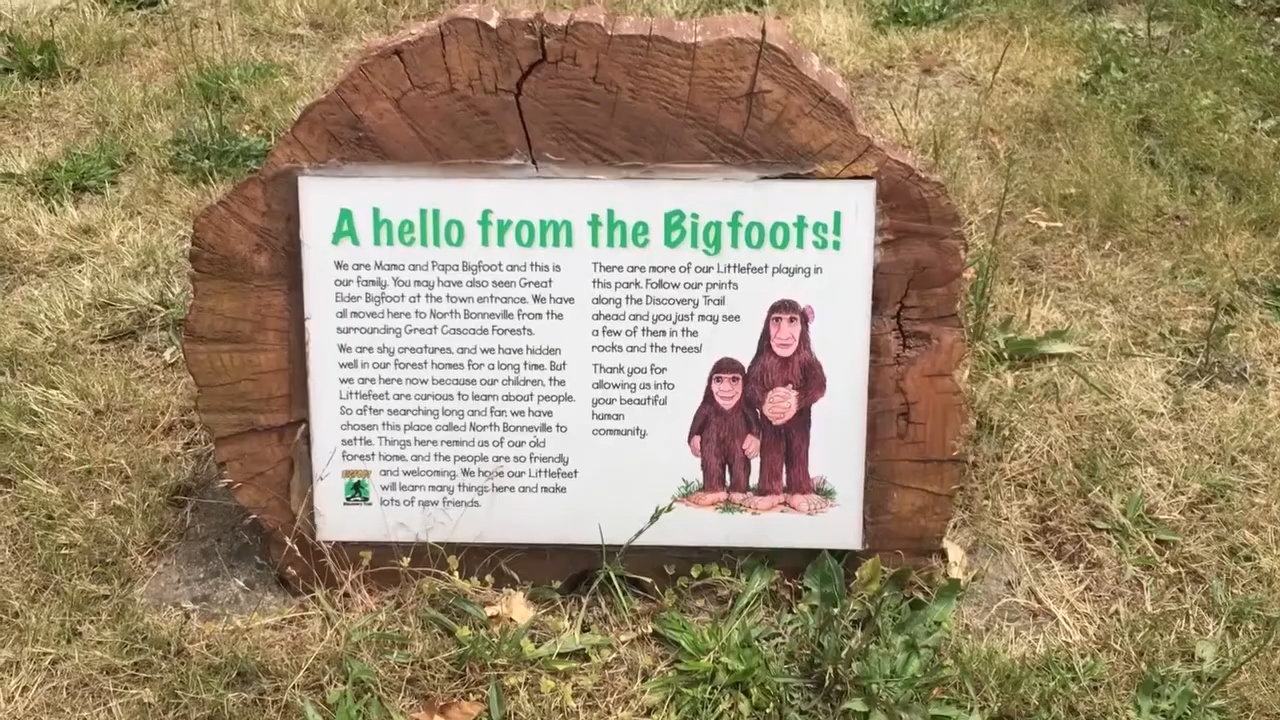 A hello from the Bigfoots!
We are Mama and Papa Bigfoot and this is
our family. You may have also seen Great
Elder Bigfoot at the town entrance. We have
all moved here to North Bonneville from the
surrounding Great Cascade Forests.
We are shy creatures, and we have hidden
well in our forest homes for a long time. But
we are here now because our children, the
Littlefeet are curious to learn about people.
So after searching long and far, we have
chosen this place called North Bonneville to
settle. Things here remind us of our old
forest home, and the people are so friendly
and welcoming. We hope our Littlefeet
will learn many things here and make
lots of new friends.
Discovery Trail
There are more of our Littlefeet playing in
this park. Follow our prints
along the Discovery Trail
ahead and you just may see
a few of them in the
rocks and the trees!
Thank you for
allowing us into
your beautiful
human
community.